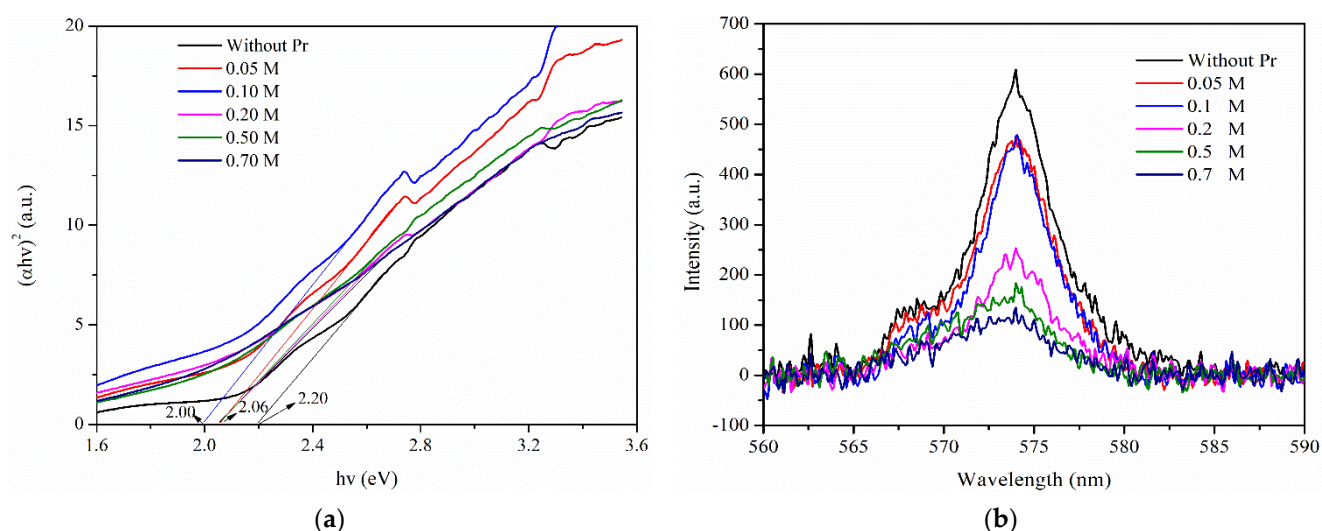 20
15
10
5
0
(αhν)² (a.u.)
Without Pr
0.05 M
0.10 M
0.20 M
0.50 M
0.70 M
2.00
2.06
2.20
1.6 2.0 2.4 2.8 3.2 3.6
hν (eV)
(a)
700
600
500
400
300
200
100
0
-100
Intensity (a.u.)
Without Pr
0.05 M
0.1 M
0.2 M
0.5 M
0.7 M
560 565 570 575 580 585 590
Wavelength (nm)
(b)